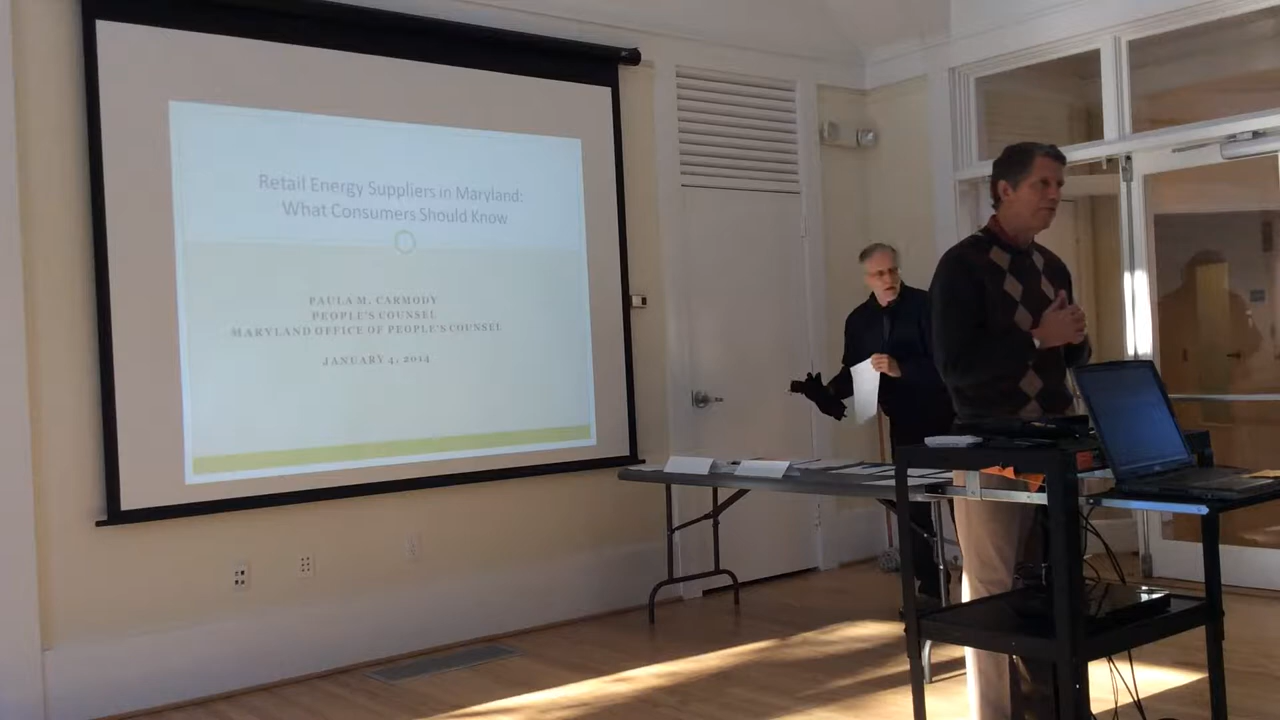 Retail Energy Suppliers in Maryland:
What Consumers Should Know
PAULA M. CARMODY
PEOPLE'S COUNSEL
MARYLAND OFFICE OF PEOPLE'S COUNSEL
JANUARY 4, 2014